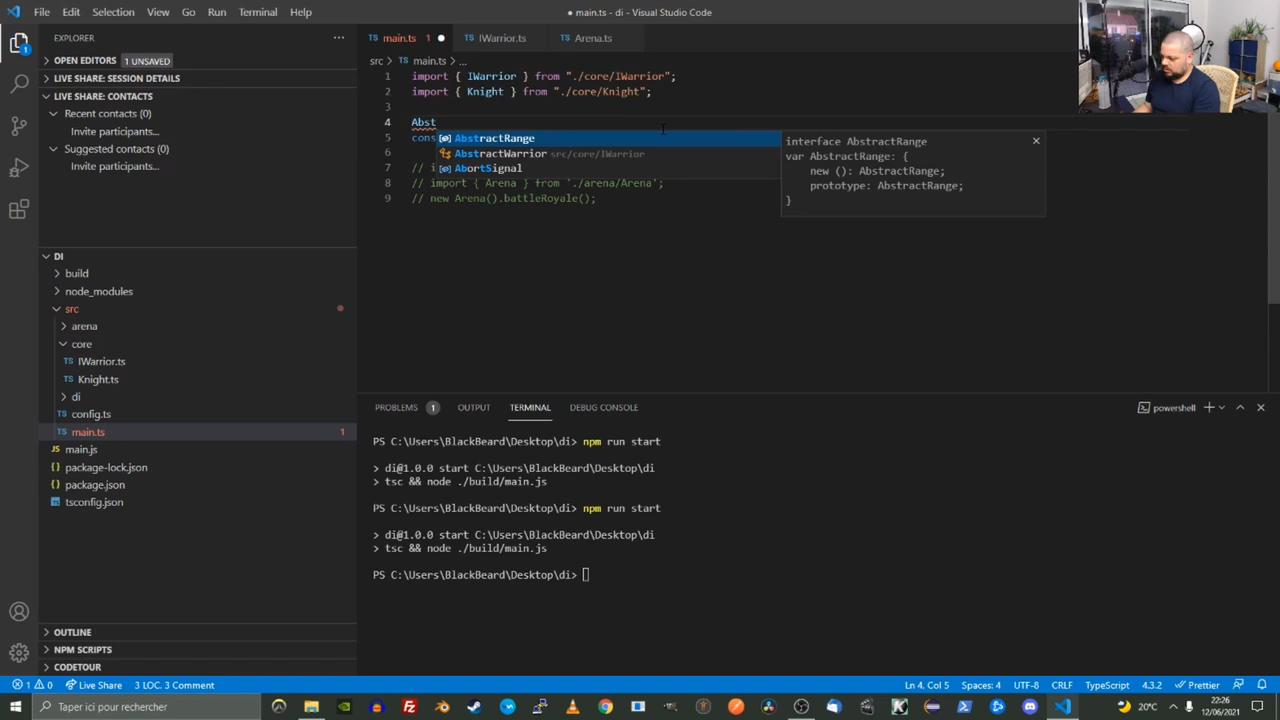 File Edit Selection View Go Run Terminal Help
● main.ts - di - Visual Studio Code
EXPLORER
OPEN EDITORS 1 UNSAVED
LIVE SHARE: SESSION DETAILS
LIVE SHARE: CONTACTS
Recent contacts (0)
Invite participants...
Suggested contacts (0)
Invite participants...
DI
build
node_modules
src
arena
core
TS IWarrior.ts
TS Knight.ts
di
TS config.ts
TS main.ts 1
JS main.js
package-lock.json
package.json
tsconfig.json
OUTLINE
NPM SCRIPTS
CODETOUR
TS main.ts 1 ●
TS IWarrior.ts
TS Arena.ts
src > TS main.ts > ...
1 import { IWarrior } from "./core/IWarrior";
2 import { Knight } from "./core/Knight";
3
4 Abst
5 cons
6
7 // i
8 // import { Arena } from './arena/Arena';
9 // new Arena().battleRoyale();
AbstractRange
AbstractWarrior src/core/IWarrior
AbortSignal
interface AbstractRange
var AbstractRange: {
new (): AbstractRange;
prototype: AbstractRange;
}
PROBLEMS 1 OUTPUT TERMINAL DEBUG CONSOLE
powershell
PS C:\Users\BlackBeard\Desktop\di> npm run start
> di@1.0.0 start C:\Users\BlackBeard\Desktop\di
> tsc && node ./build/main.js
PS C:\Users\BlackBeard\Desktop\di> npm run start
> di@1.0.0 start C:\Users\BlackBeard\Desktop\di
> tsc && node ./build/main.js
PS C:\Users\BlackBeard\Desktop\di>
1 0 Live Share 3 LOC. 3 Comment
Ln 4, Col 5 Spaces: 4 UTF-8 CRLF TypeScript 4.3.2 Prettier
Taper ici pour rechercher
20°C
22:26
12/06/2021